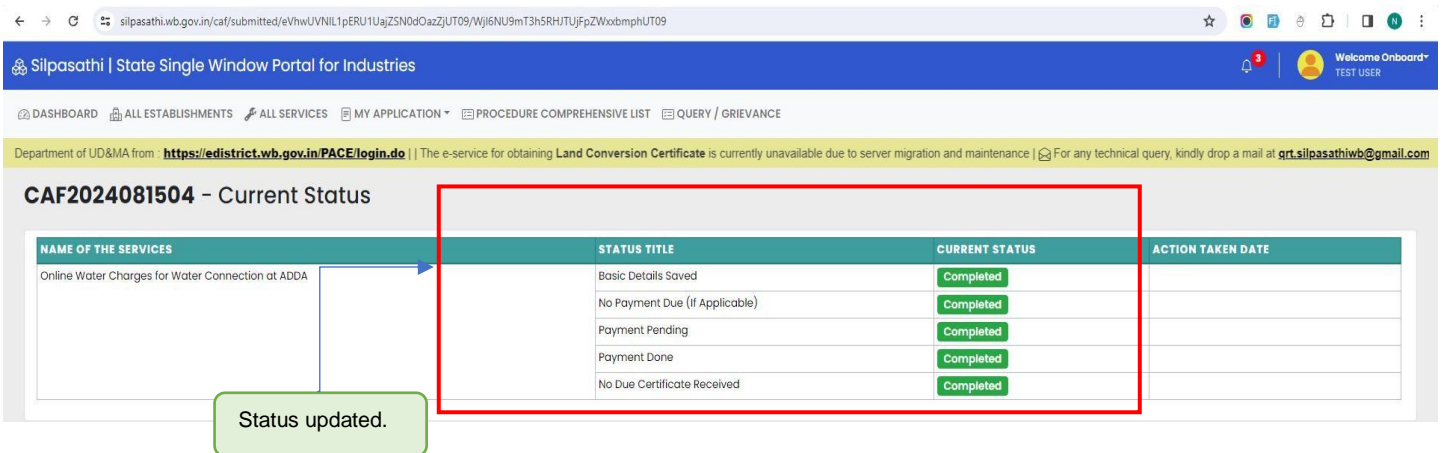 silpasathi.wb.gov.in/caf/submitted/eVhwUVNIL1pERU1UajZSN0dOazZjUT09/WjI6NU9mT3h5RHJTUjFpZWxxbmphUT09
Silpasathi | State Single Window Portal for Industries
3
Welcome Onboard
TEST USER
N
DASHBOARD ALL ESTABLISHMENTS ALL SERVICES MY APPLICATION PROCEDURE COMPREHENSIVE LIST QUERY / GRIEVANCE
Department of UD&MA from : https://edistrict.wb.gov.in/PACE/login.do | | The e-service for obtaining Land Conversion Certificate is currently unavailable due to server migration and maintenance | For any technical query, kindly drop a mail at qrt.silpasathiwb@gmail.com
CAF2024081504 - Current Status
NAME OF THE SERVICES STATUS TITLE CURRENT STATUS ACTION TAKEN DATE
Online Water Charges for Water Connection at ADDA Basic Details Saved Completed
No Payment Due (If Applicable) Completed
Payment Pending Completed
Payment Done Completed
No Due Certificate Received Completed
Status updated.